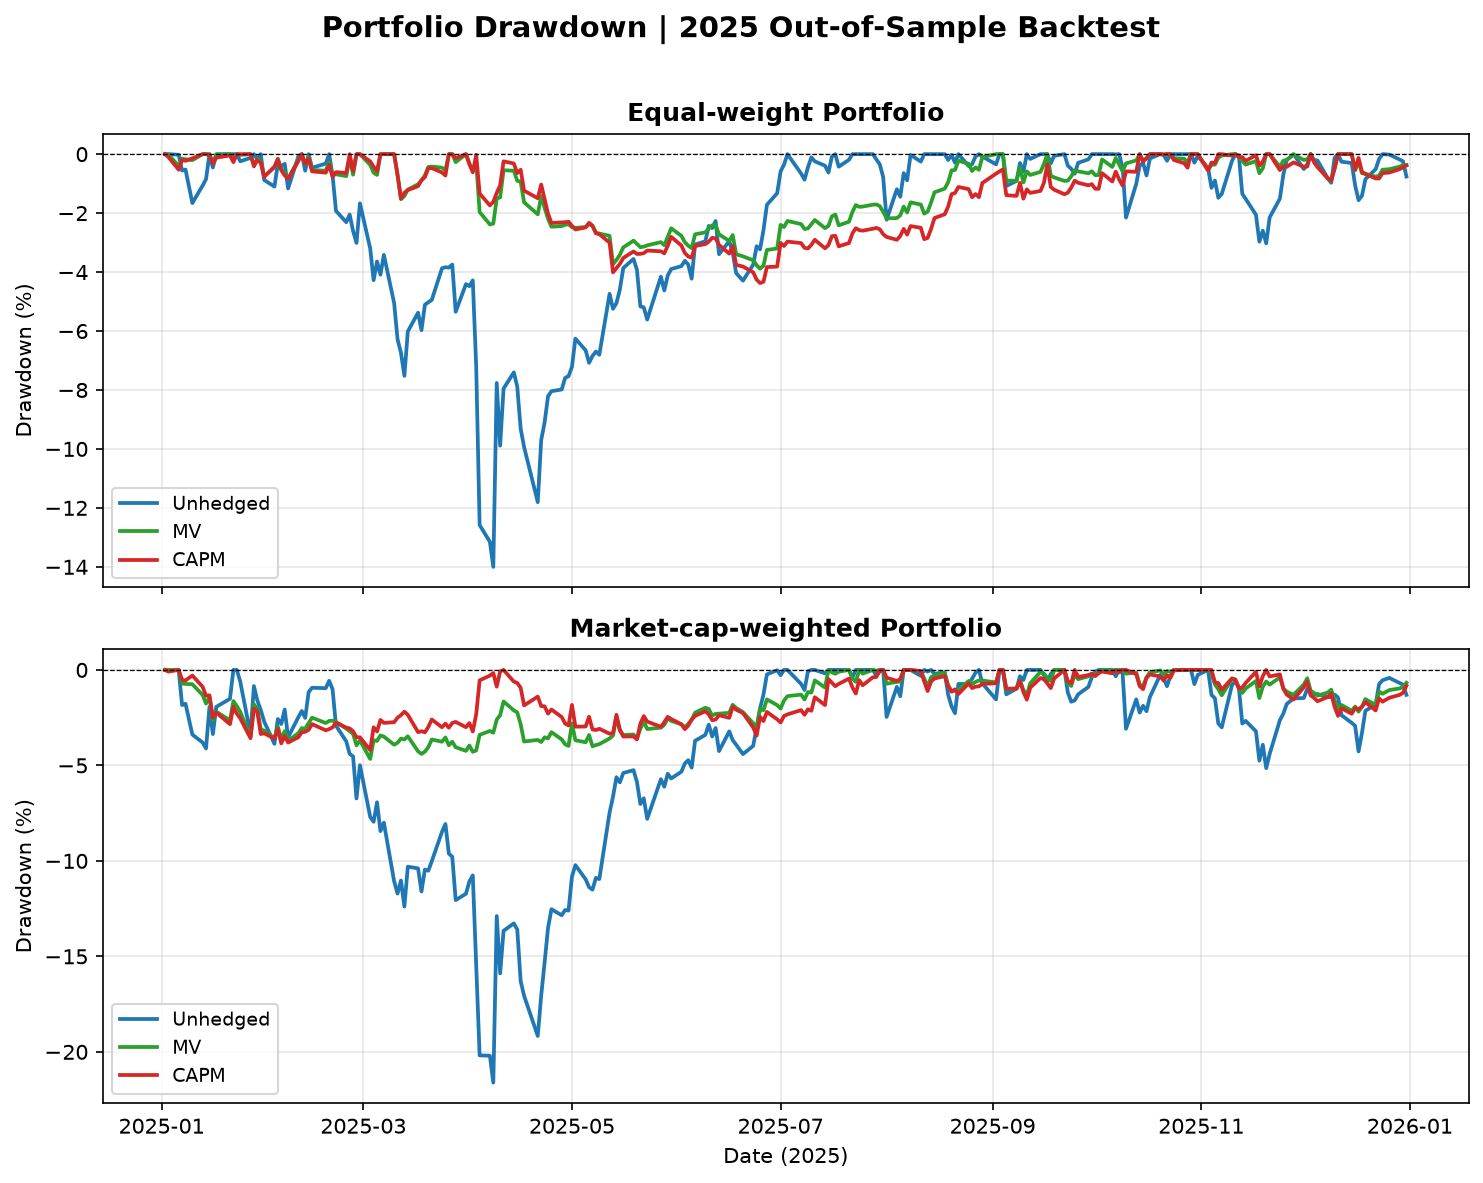 Portfolio Drawdown | 2025 Out-of-Sample Backtest
Equal-weight Portfolio
Drawdown (%)
0
−2
−4
−6
−8
−10
−12
−14
Unhedged
MV
CAPM
Market-cap-weighted Portfolio
Drawdown (%)
0
−5
−10
−15
−20
Unhedged
MV
CAPM
2025-01 2025-03 2025-05 2025-07 2025-09 2025-11 2026-01
Date (2025)